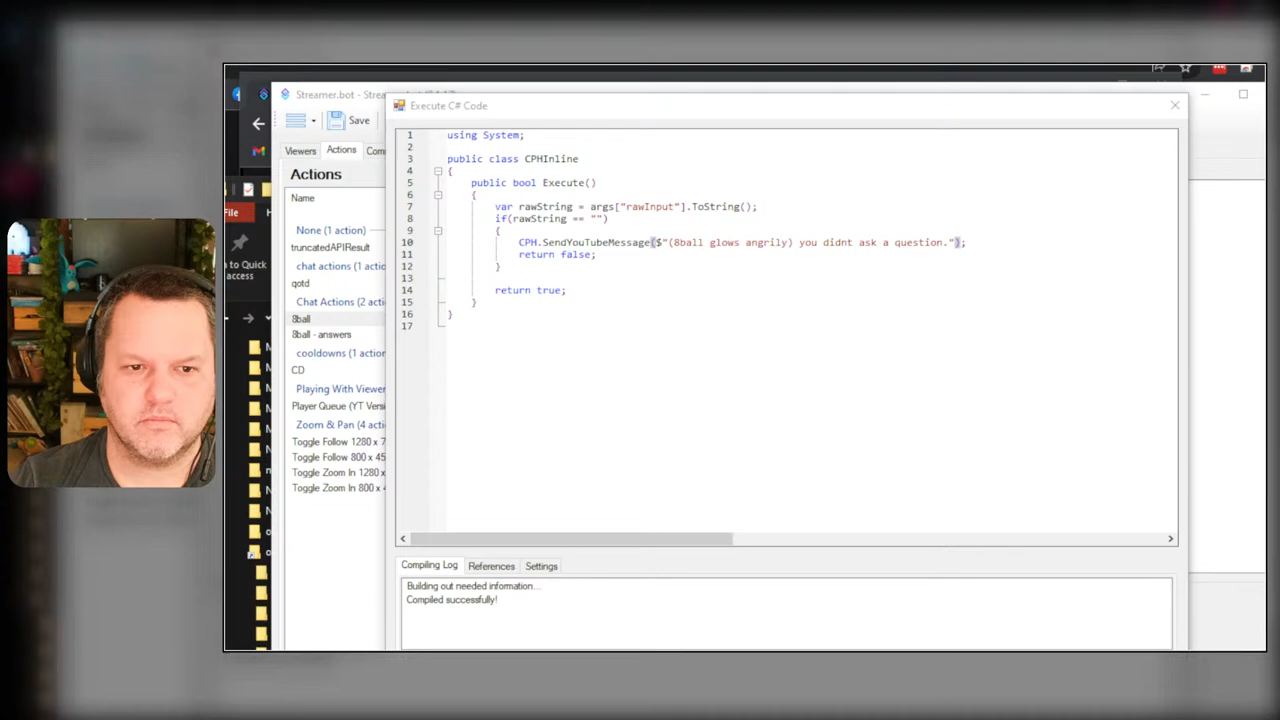 Streamer.bot - Strea
Execute C# Code
Save
Viewers
Actions
Com
Actions
Name
None (1 action)
truncatedAPIResult
chat actions (1 actio
qotd
Chat Actions (2 actio
8ball
8ball - answers
cooldowns (1 action
CD
Playing With Viewer
Player Queue (YT Versi
Zoom & Pan (4 actio
Toggle Follow 1280 x 7
Toggle Follow 800 x 45
Toggle Zoom In 1280 x
Toggle Zoom In 800 x 4
File
n to Quick
access
1 using System;
2
3 public class CPHInline
4 {
5 public bool Execute()
6 {
7 var rawString = args["rawInput"].ToString();
8 if(rawString == "")
9 {
10 CPH.SendYouTubeMessage($"(8ball glows angrily) you didnt ask a question.");
11 return false;
12 }
13
14 return true;
15 }
16 }
17
Compiling Log
References
Settings
Building out needed information...
Compiled successfully!